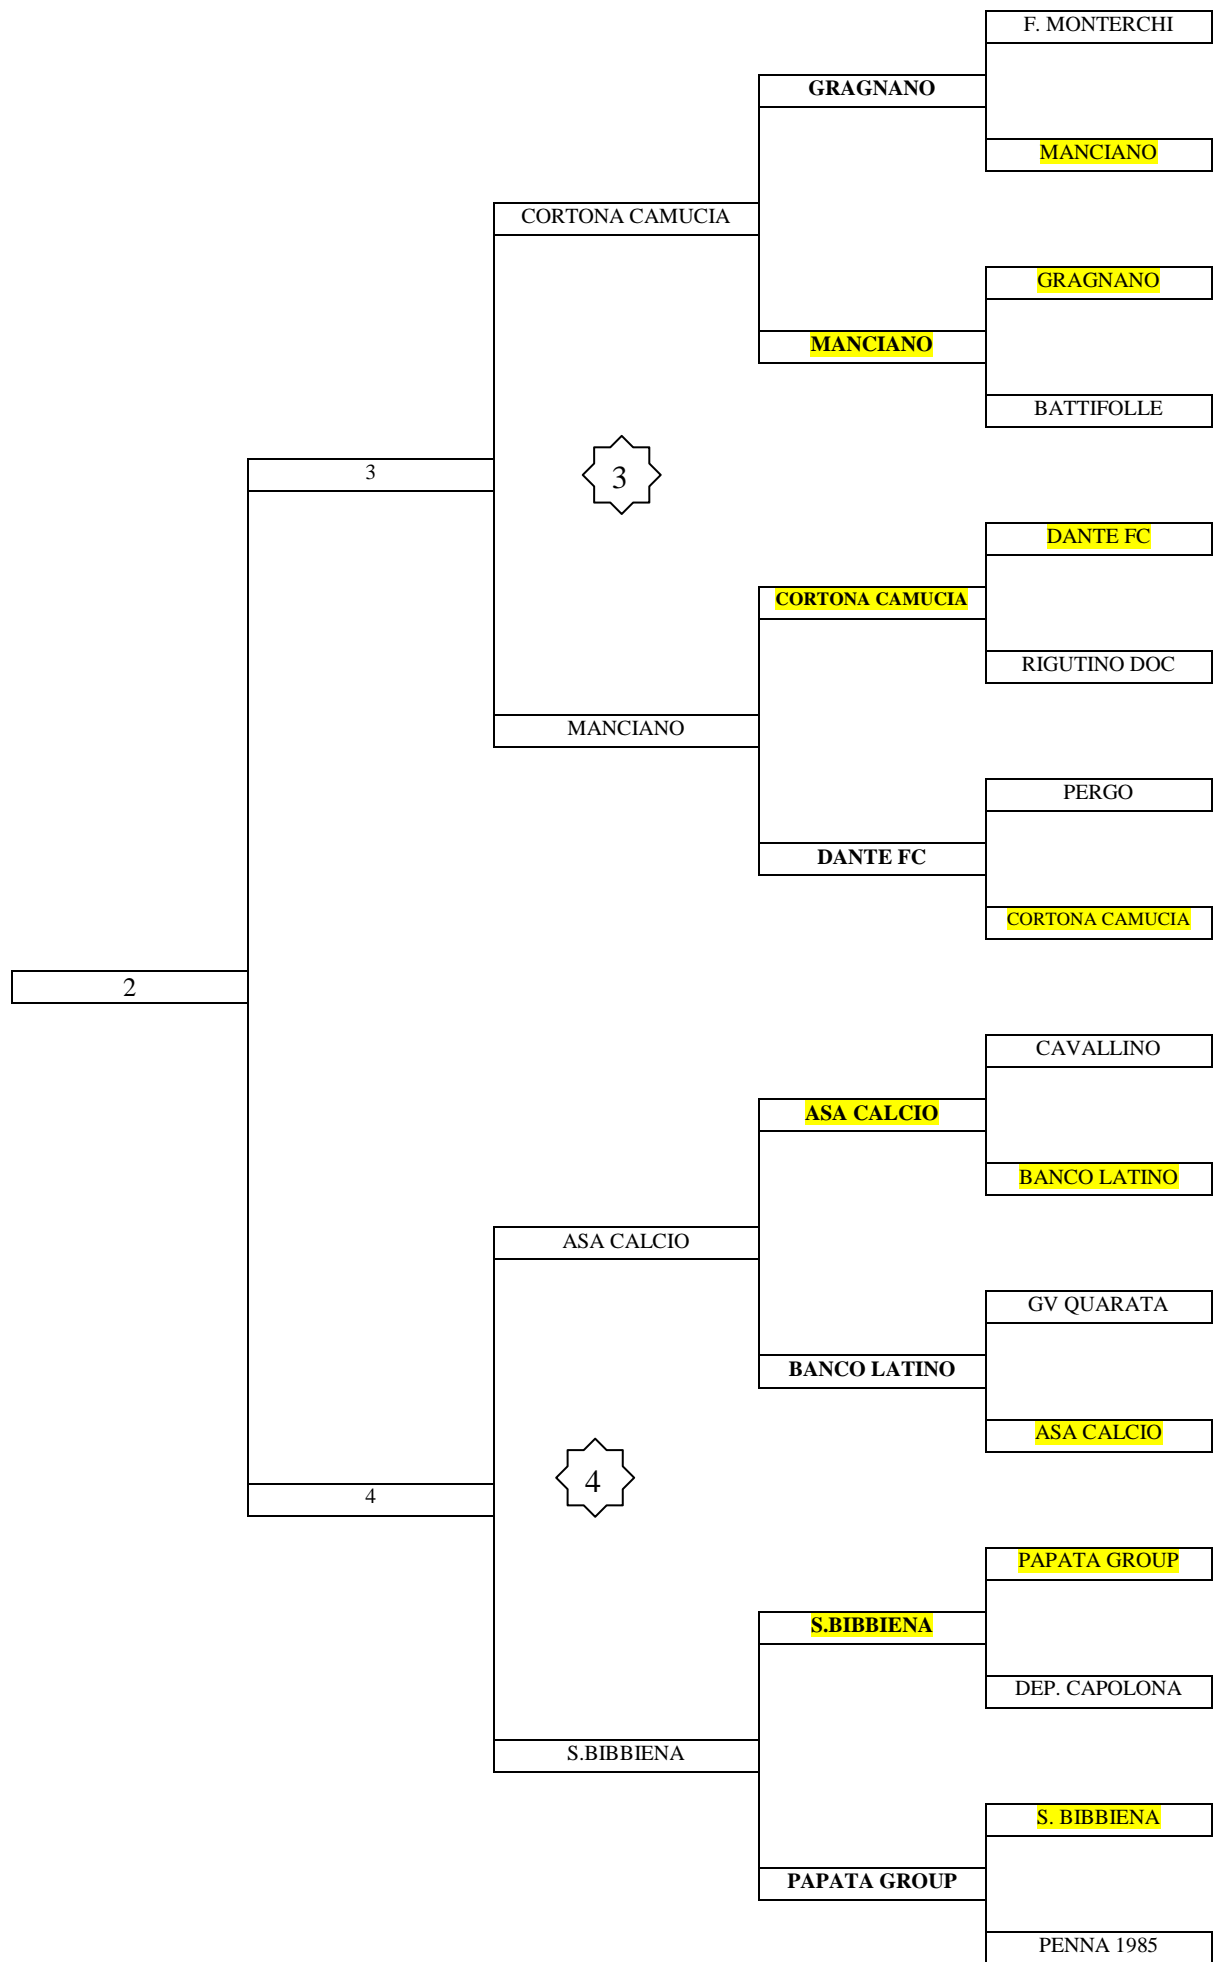 F. MONTERCHI
GRAGNANO
MANCIANO
CORTONA CAMUCIA
GRAGNANO
MANCIANO
BATTIFOLLE
3
3
DANTE FC
CORTONA CAMUCIA
RIGUTINO DOC
MANCIANO
PERGO
DANTE FC
CORTONA CAMUCIA
2
CAVALLINO
ASA CALCIO
BANCO LATINO
ASA CALCIO
GV QUARATA
BANCO LATINO
ASA CALCIO
4
4
PAPATA GROUP
S.BIBBIENA
DEP. CAPOLONA
S.BIBBIENA
S. BIBBIENA
PAPATA GROUP
PENNA 1985